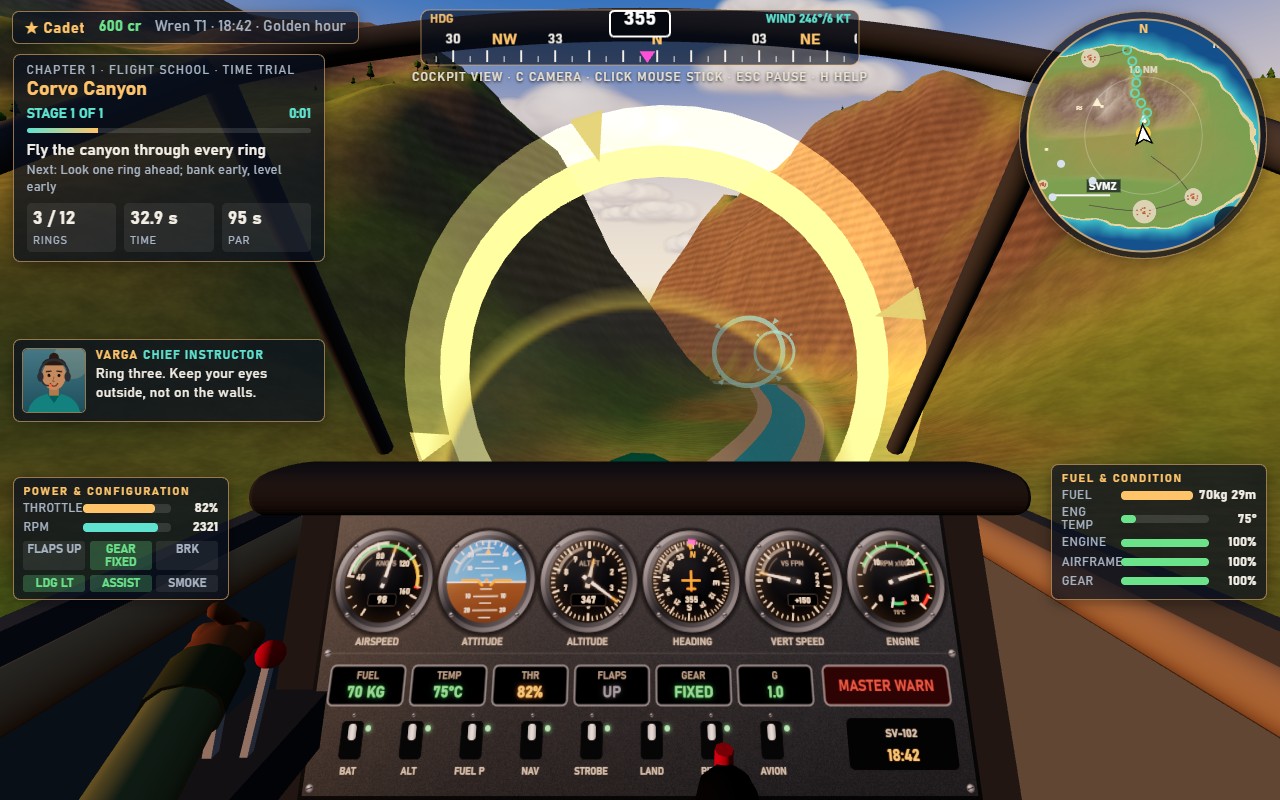 ★ Cadet 600 cr Wren T1 · 18:42 · Golden hour
CHAPTER 1 · FLIGHT SCHOOL · TIME TRIAL
Corvo Canyon
STAGE 1 OF 1 0:01
Fly the canyon through every ring
Next: Look one ring ahead; bank early, level
early
3 / 12 32.9 s 95 s
RINGS TIME PAR
HDG 355 WIND 246°/6 KT
30 NW 33 N 03 NE
COCKPIT VIEW · C CAMERA · CLICK MOUSE STICK · ESC PAUSE · H HELP
N
1.0 NM
SVMZ
VARGA CHIEF INSTRUCTOR
Ring three. Keep your eyes
outside, not on the walls.
POWER & CONFIGURATION
THROTTLE 82%
RPM 2321
FLAPS UP GEAR FIXED BRK
LDG LT ASSIST SMOKE
FUEL & CONDITION
FUEL 70kg 29m
ENG TEMP 75°
ENGINE 100%
AIRFRAME 100%
GEAR 100%
98
347
355
VS FPM
+150
AIRSPEED ATTITUDE ALTITUDE HEADING VERT SPEED ENGINE
FUEL TEMP THR FLAPS GEAR G
70 KG 75°C 82% UP FIXED 1.0 MASTER WARN
BAT ALT FUEL P NAV STROBE LAND AVION
SV-102
18:42